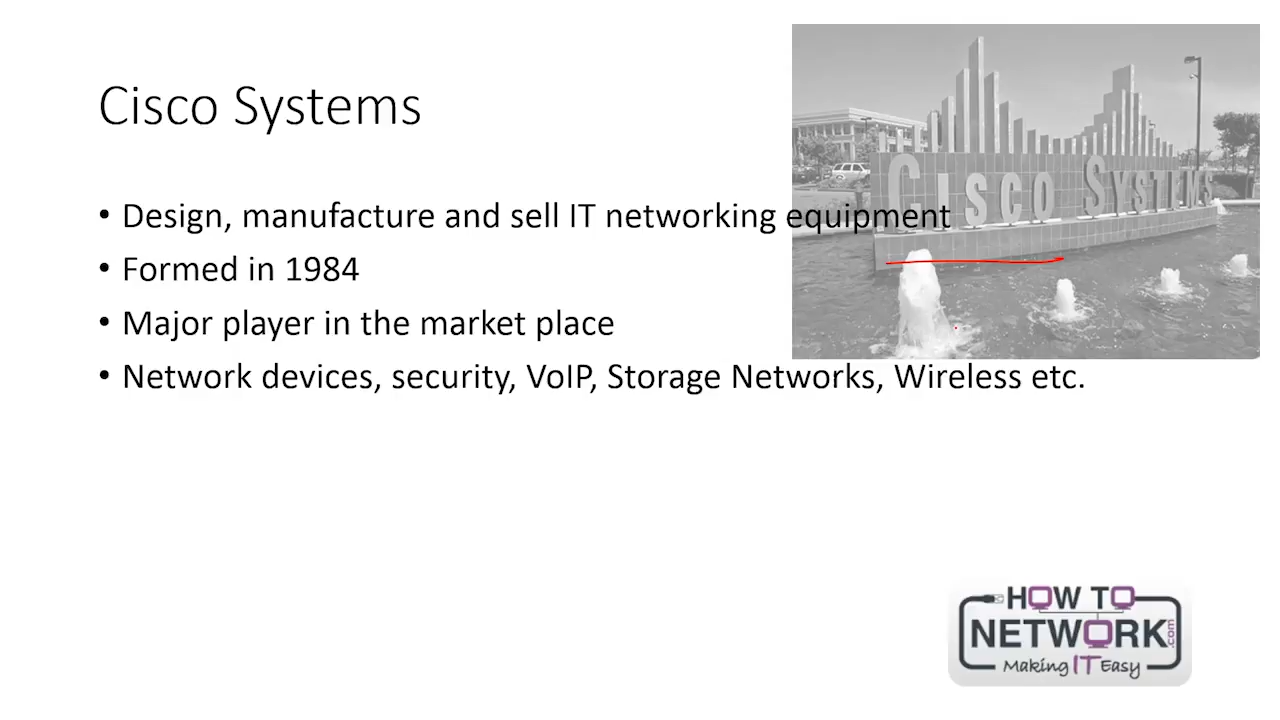 Cisco Systems
• Design, manufacture and sell IT networking equipment
• Formed in 1984
• Major player in the market place
• Network devices, security, VoIP, Storage Networks, Wireless etc.
CISCO SYSTEMS
HOW TO
NETWORK.com
Making IT Easy